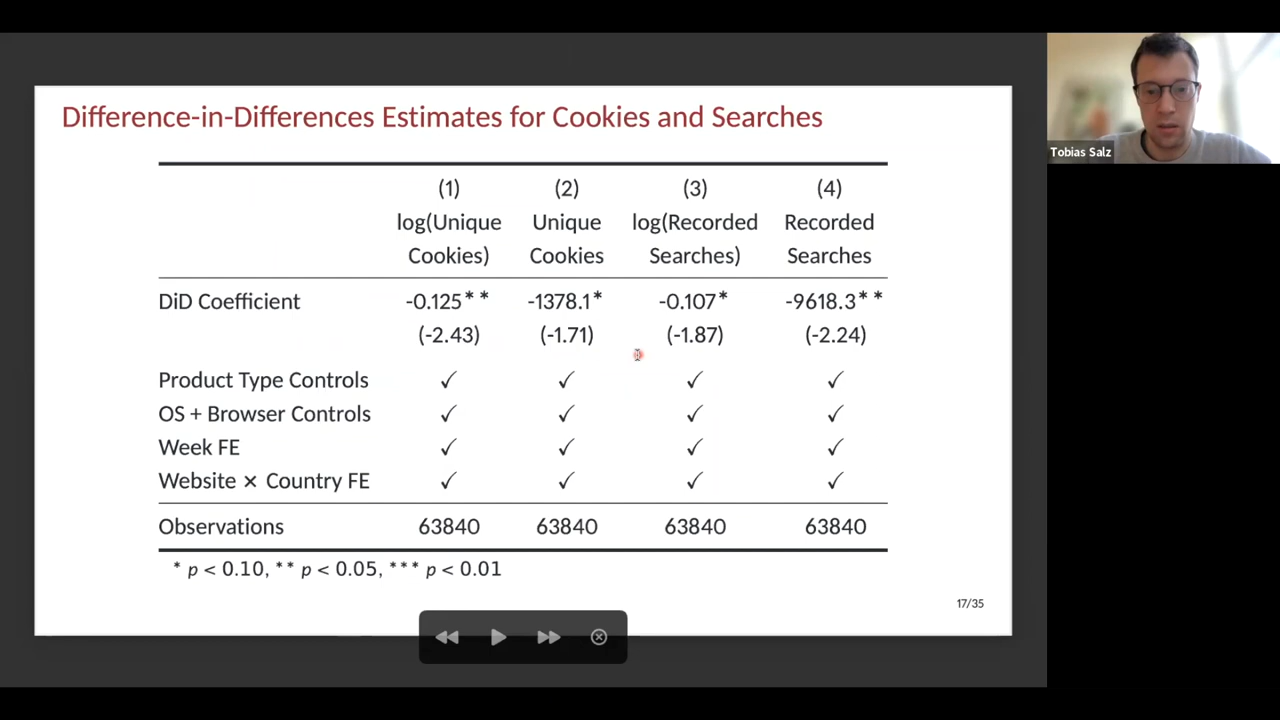 Difference-in-Differences Estimates for Cookies and Searches
(1) (2) (3) (4)
log(Unique Unique log(Recorded Recorded
Cookies) Cookies Searches) Searches
DiD Coefficient -0.125** -1378.1* -0.107* -9618.3**
(-2.43) (-1.71) (-1.87) (-2.24)
Product Type Controls ✓ ✓ ✓ ✓
OS + Browser Controls ✓ ✓ ✓ ✓
Week FE ✓ ✓ ✓ ✓
Website × Country FE ✓ ✓ ✓ ✓
Observations 63840 63840 63840 63840
* p < 0.10, ** p < 0.05, *** p < 0.01
17/35
Tobias Salz